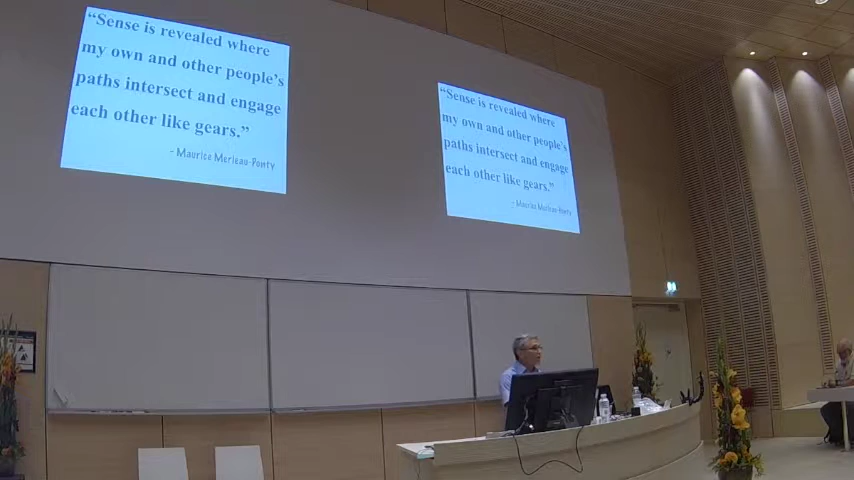 “Sense is revealed where
my own and other people’s
paths intersect and engage
each other like gears.”
- Maurice Merleau-Ponty
“Sense is revealed where
my own and other people’s
paths intersect and engage
each other like gears.”
- Maurice Merleau-Ponty